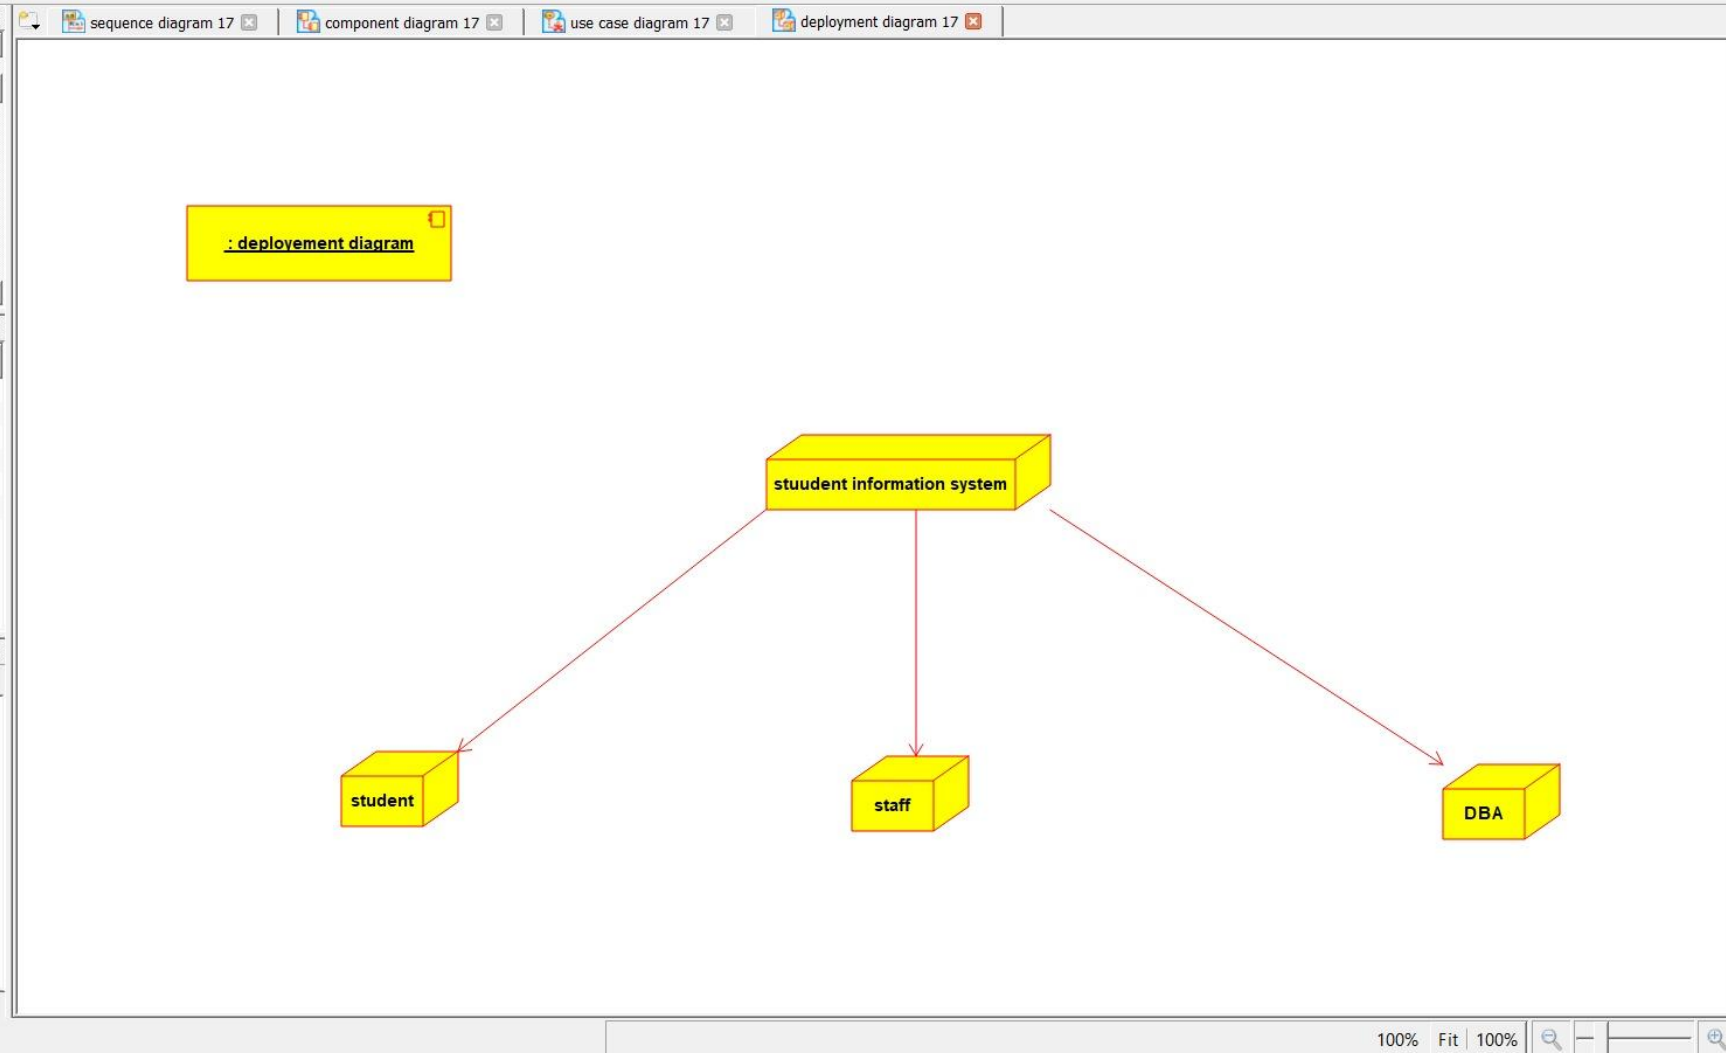 sequence diagram 17
component diagram 17
use case diagram 17
deployment diagram 17
: deployement diagram
stuudent information system
student
staff
DBA
100%
Fit
100%